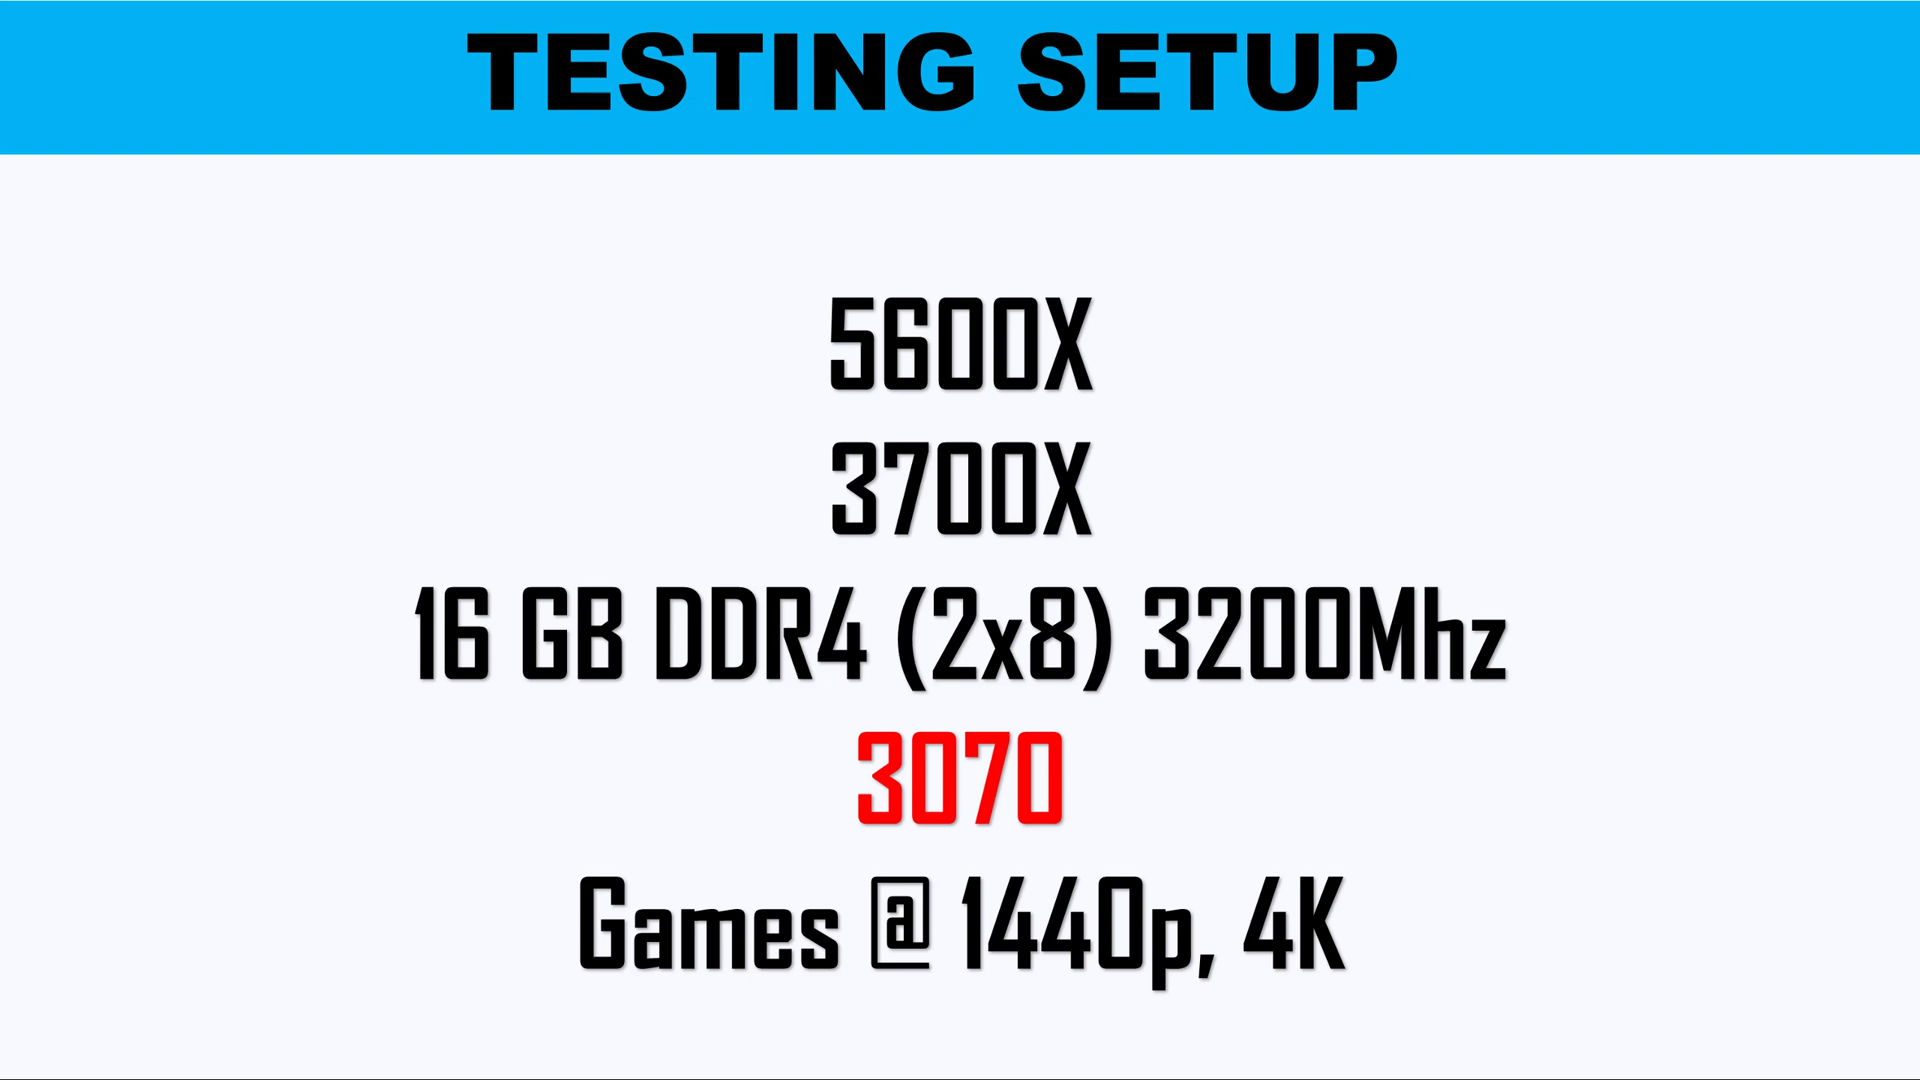 TESTING SETUP
5600X
3700X
16 GB DDR4 (2x8) 3200Mhz
3070
Games @ 1440p, 4K